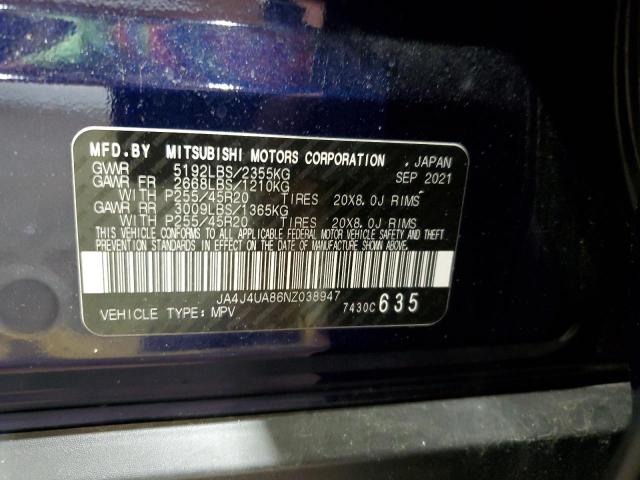 MFD.BY MITSUBISHI MOTORS CORPORATION , JAPAN
GVWR 5192LBS/2355KG SEP 2021
GAWR FR 2668LBS/1210KG
WITH P255/45R20 TIRES 20X8.0J RIMS
GAWR RR 3009LBS/1365KG
WITH P255/45R20 TIRES 20X8.0J RIMS
THIS VEHICLE CONFORMS TO ALL APPLICABLE FEDERAL MOTOR VEHICLE SAFETY AND THEFT
PREVENTION STANDARDS IN EFFECT ON THE DATE OF MANUFACTURE SHOWN ABOVE.
JA4J4UA86NZ038947
VEHICLE TYPE: MPV 7430C 635